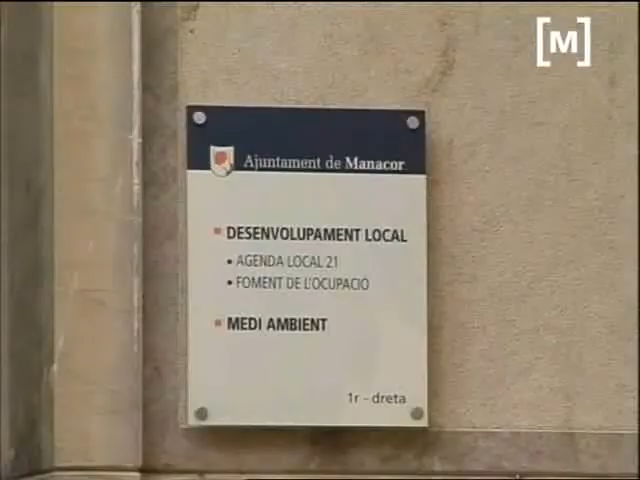 [M]
Ajuntament de Manacor
DESENVOLUPAMENT LOCAL
• AGENDA LOCAL 21
• FOMENT DE L'OCUPACIÓ
MEDI AMBIENT
1r - dreta